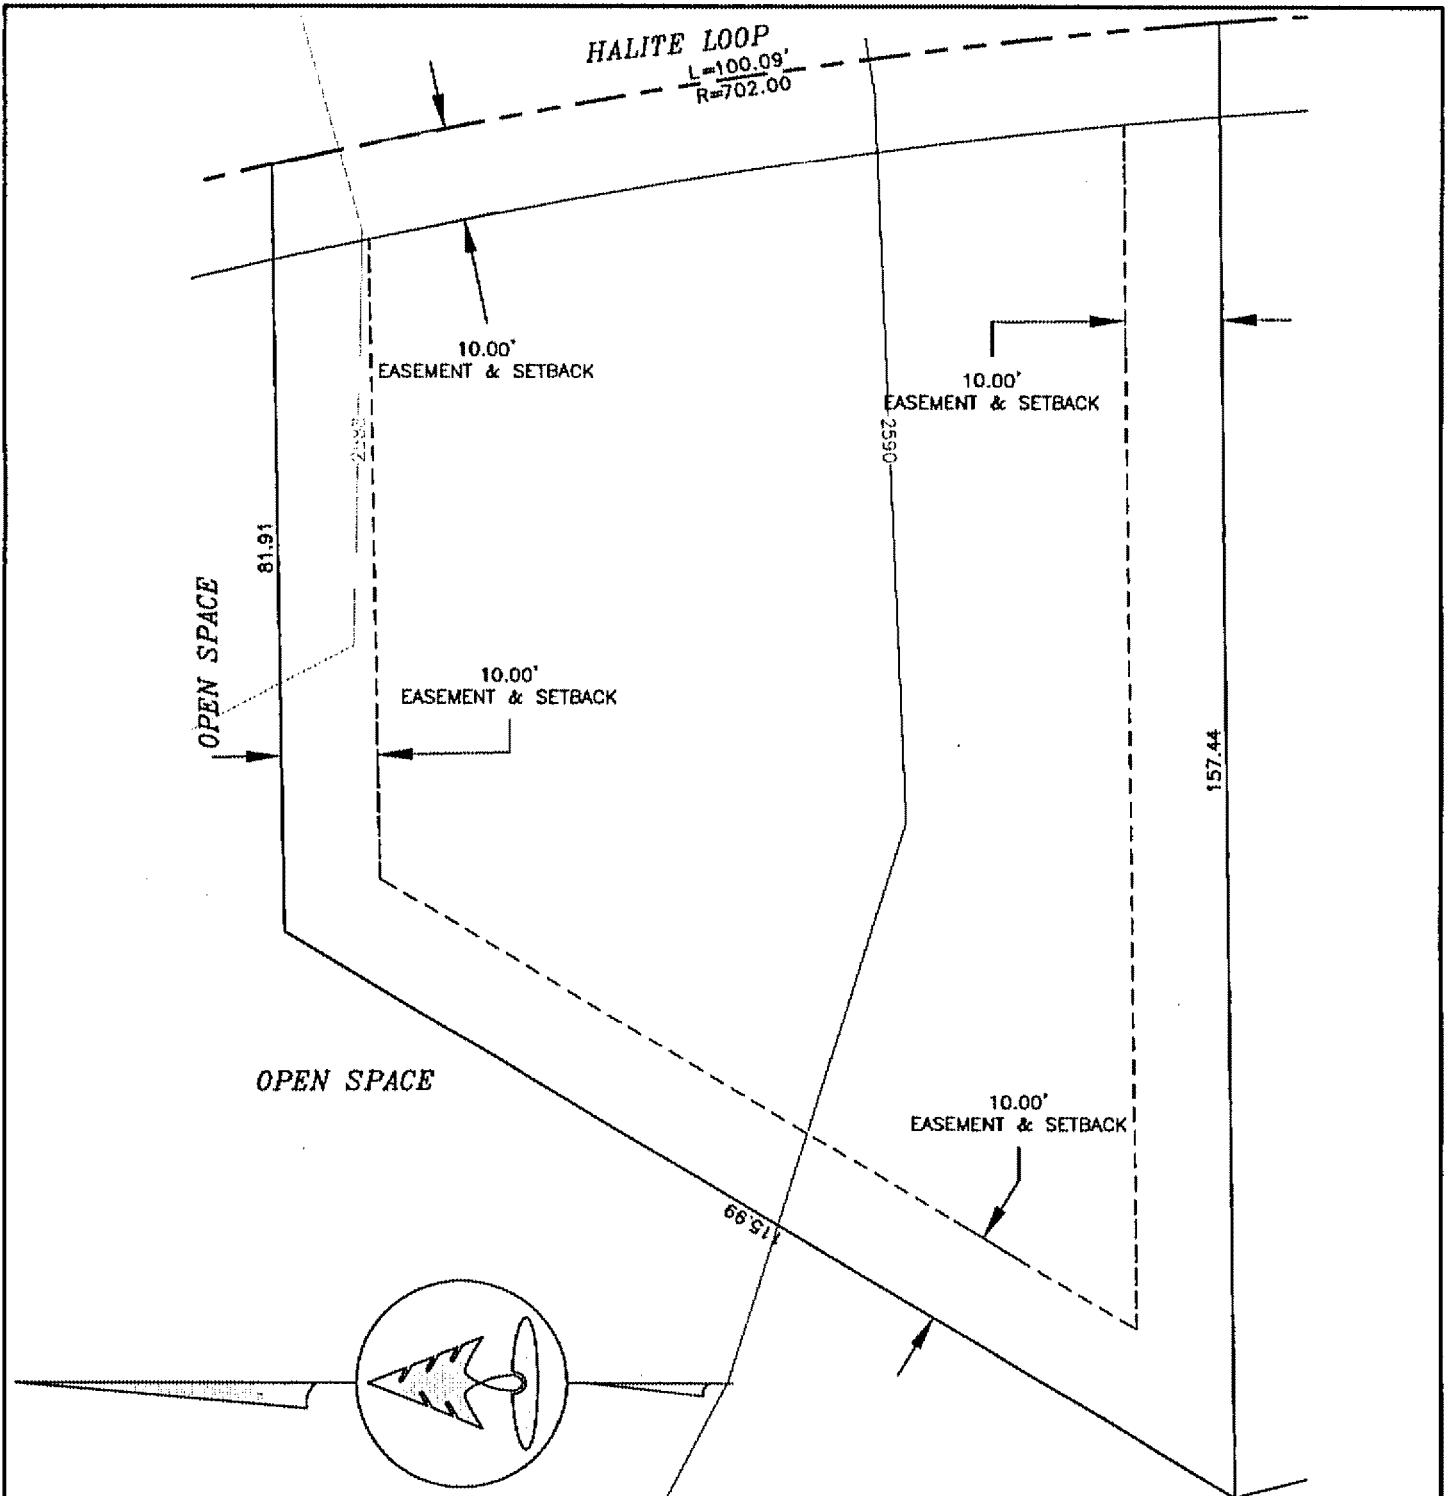 HALITE LOOP
L=100.09'
R=702.00
10.00'
EASEMENT & SETBACK
10.00'
EASEMENT & SETBACK
2590
81.91
OPEN SPACE
10.00'
EASEMENT & SETBACK
157.44
OPEN SPACE
10.00'
EASEMENT & SETBACK
115.99